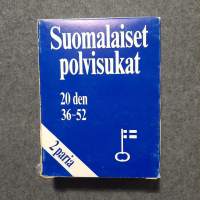 Suomalaiset
polvisukat
20 den
36-52
2 paria